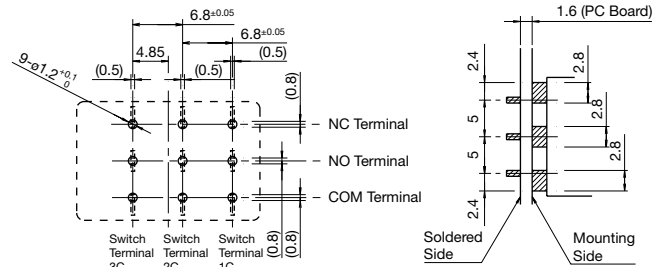 6.8±0.05
6.8±0.05
4.85
(0.5)
(0.5)
(0.5)
9-ø1.2 +0.1 0
(0.8)
NC Terminal
NO Terminal
COM Terminal
(0.8)
(0.8)
Switch Terminal 3C
Switch Terminal 2C
Switch Terminal 1C
1.6 (PC Board)
2.4
5
5
2.4
2.8
2.8
2.8
Soldered Side
Mounting Side